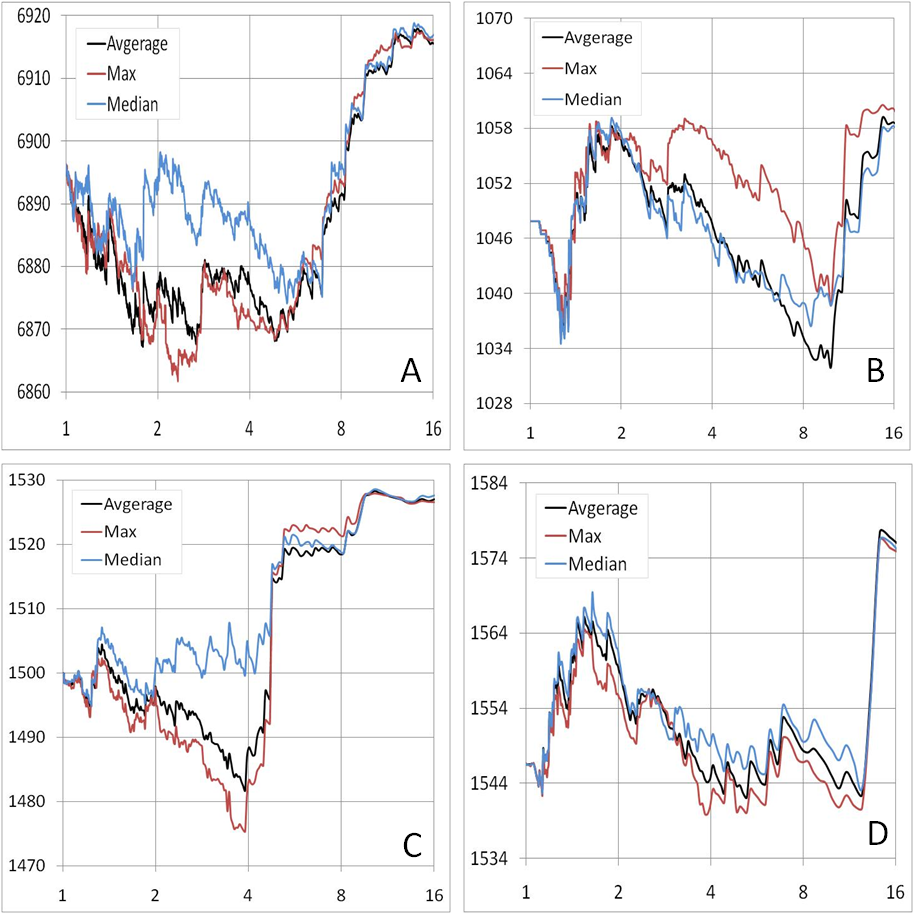 6920
6910
6900
6890
6880
6870
6860
Avgerage
Max
Median
A
1 2 4 8 16
1070
1064
1058
1052
1046
1040
1034
1028
Avgerage
Max
Median
B
1 2 4 8 16
1530
1520
1510
1500
1490
1480
1470
Avgerage
Max
Median
C
1 2 4 8 16
1584
1574
1564
1554
1544
1534
Avgerage
Max
Median
D
1 2 4 8 16